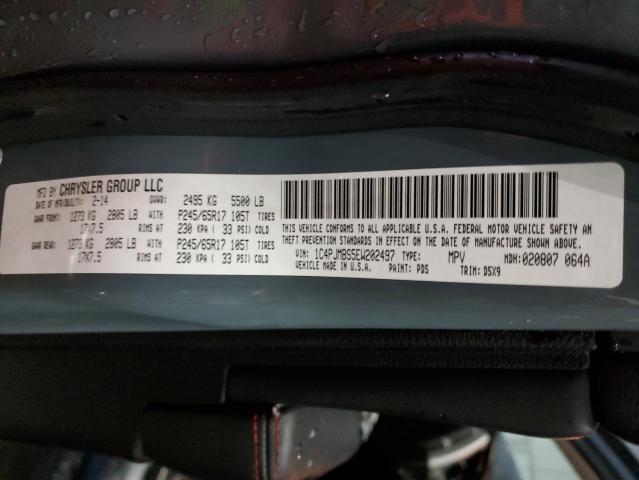 MFD BY CHRYSLER GROUP LLC
DATE OF MFR/BUILT: 2-14 GVWR: 2495 KG 5500 LB
GAWR FRONT: 1273 KG 2805 LB WITH P245/65R17 105T TIRES
17X7.5 RIMS AT 230 KPA ( 33 PSI) COLD
GAWR REAR: 1273 KG 2805 LB WITH P245/65R17 105T TIRES
17X7.5 RIMS AT 230 KPA ( 33 PSI) COLD
THIS VEHICLE CONFORMS TO ALL APPLICABLE U.S.A. FEDERAL MOTOR VEHICLE SAFETY AN
THEFT PREVENTION STANDARDS IN EFFECT ON THE DATE OF MANUFACTURE SHOWN ABOVE.
VIN: 1C4PJMBS5EW202497 TYPE: MPV MDH: 020807 064A
VEHICLE MADE IN U.S.A. PAINT: PDS TRIM: DSX9